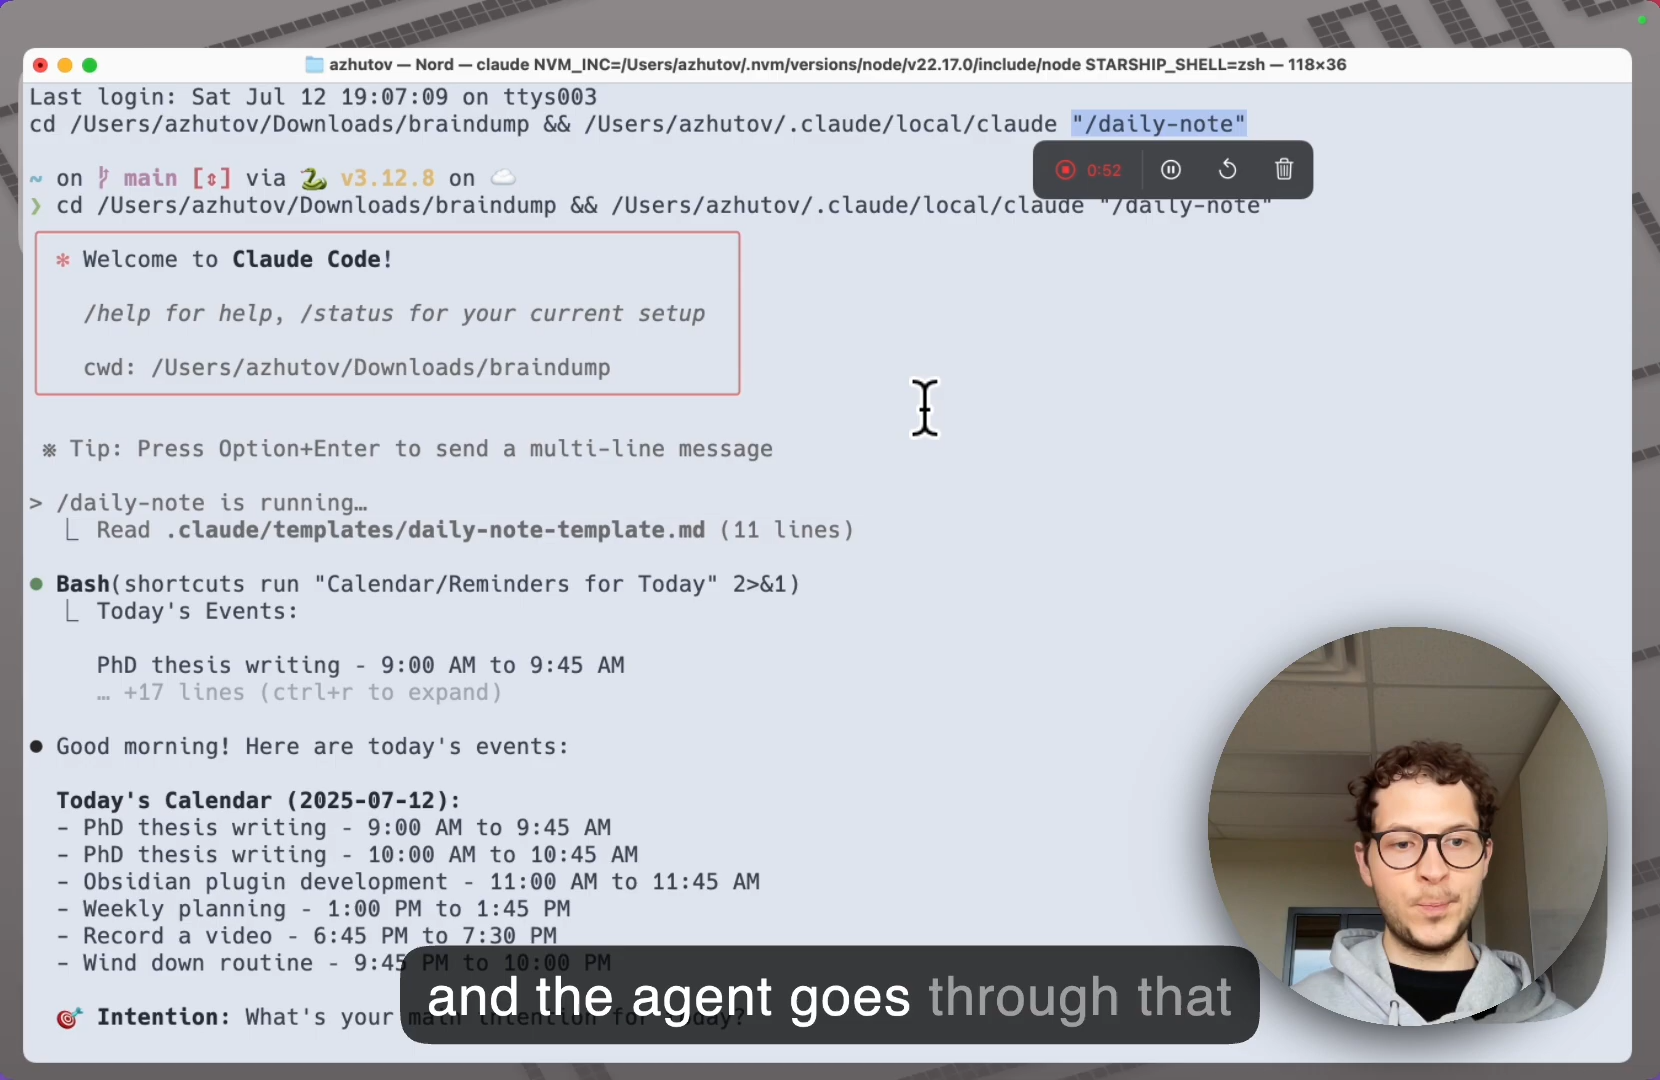 azhutov — Nord — claude NVM_INC=/Users/azhutov/.nvm/versions/node/v22.17.0/include/node STARSHIP_SHELL=zsh — 118×36
Last login: Sat Jul 12 19:07:09 on ttys003
cd /Users/azhutov/Downloads/braindump && /Users/azhutov/.claude/local/claude "/daily-note"
0:52
~ on main [⇕] via 🐍 v3.12.8 on ☁️
❯ cd /Users/azhutov/Downloads/braindump && /Users/azhutov/.claude/local/claude "/daily-note"
✻ Welcome to Claude Code!
/help for help, /status for your current setup
cwd: /Users/azhutov/Downloads/braindump
※ Tip: Press Option+Enter to send a multi-line message
> /daily-note is running…
⎿ Read .claude/templates/daily-note-template.md (11 lines)
● Bash(shortcuts run "Calendar/Reminders for Today" 2>&1)
⎿ Today's Events:
PhD thesis writing - 9:00 AM to 9:45 AM
… +17 lines (ctrl+r to expand)
● Good morning! Here are today's events:
Today's Calendar (2025-07-12):
- PhD thesis writing - 9:00 AM to 9:45 AM
- PhD thesis writing - 10:00 AM to 10:45 AM
- Obsidian plugin development - 11:00 AM to 11:45 AM
- Weekly planning - 1:00 PM to 1:45 PM
- Record a video - 6:45 PM to 7:30 PM
- Wind down routine - 9:45 PM to 10:00 PM
🎯 Intention: What's your main intention for today?
and the agent goes through that